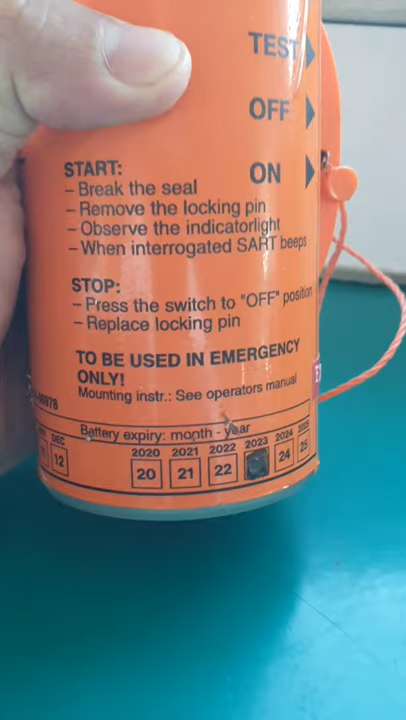 TEST
OFF
ON
START:
– Break the seal
– Remove the locking pin
– Observe the indicatorlight
– When interrogated SART beeps
STOP:
– Press the switch to "OFF" position
– Replace locking pin
TO BE USED IN EMERGENCY
ONLY!
Mounting instr.: See operators manual
Battery expiry: month - year
DEC 2020 2021 2022 2023 2024 2025
12 20 21 22 24 25